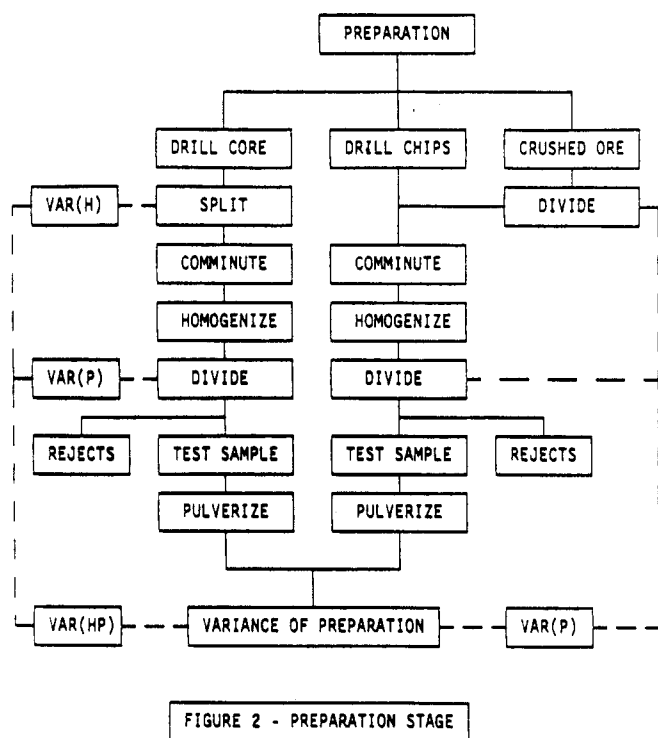 PREPARATION
DRILL CORE DRILL CHIPS CRUSHED ORE
VAR(H) SPLIT DIVIDE
COMMINUTE COMMINUTE
HOMOGENIZE HOMOGENIZE
VAR(P) DIVIDE DIVIDE
REJECTS TEST SAMPLE TEST SAMPLE REJECTS
PULVERIZE PULVERIZE
VAR(HP) VARIANCE OF PREPARATION VAR(P)
FIGURE 2 - PREPARATION STAGE